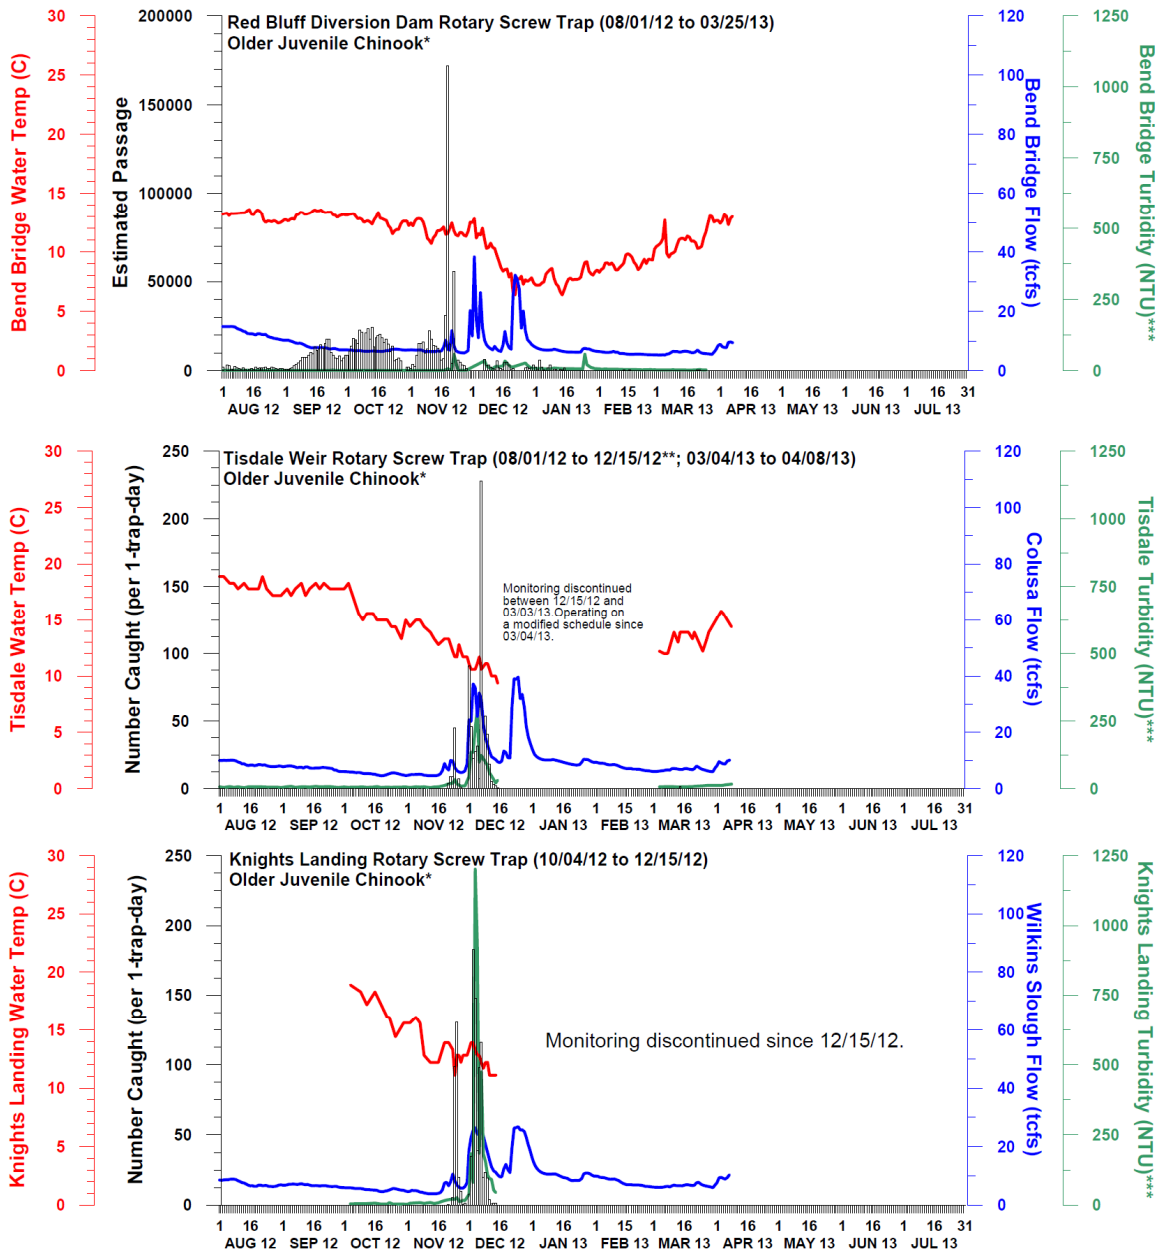 Red Bluff Diversion Dam Rotary Screw Trap (08/01/12 to 03/25/13)
Older Juvenile Chinook*
Bend Bridge Water Temp (C)
30
25
20
15
10
5
0
Estimated Passage
200000
150000
100000
50000
0
Bend Bridge Flow (tcfs)
120
100
80
60
40
20
0
Bend Bridge Turbidity (NTU)***
1250
1000
750
500
250
0
1 16 1 16 1 16 1 16 1 16 1 16 1 15 1 16 1 16 1 16 1 16 1 16 31
AUG 12 SEP 12 OCT 12 NOV 12 DEC 12 JAN 13 FEB 13 MAR 13 APR 13 MAY 13 JUN 13 JUL 13
Tisdale Weir Rotary Screw Trap (08/01/12 to 12/15/12**; 03/04/13 to 04/08/13)
Older Juvenile Chinook*
Tisdale Water Temp (C)
30
25
20
15
10
5
0
Number Caught (per 1-trap-day)
250
200
150
100
50
0
Monitoring discontinued
between 12/15/12 and
03/03/13.Operating on
a modified schedule since
03/04/13.
Colusa Flow (tcfs)
120
100
80
60
40
20
0
Tisdale Turbidity (NTU)***
1250
1000
750
500
250
0
1 16 1 16 1 16 1 16 1 16 1 16 1 15 1 16 1 16 1 16 1 16 1 16 31
AUG 12 SEP 12 OCT 12 NOV 12 DEC 12 JAN 13 FEB 13 MAR 13 APR 13 MAY 13 JUN 13 JUL 13
Knights Landing Rotary Screw Trap (10/04/12 to 12/15/12)
Older Juvenile Chinook*
Knights Landing Water Temp (C)
30
25
20
15
10
5
0
Number Caught (per 1-trap-day)
250
200
150
100
50
0
Monitoring discontinued since 12/15/12.
Wilkins Slough Flow (tcfs)
120
100
80
60
40
20
0
Knights Landing Turbidity (NTU)***
1250
1000
750
500
250
0
1 16 1 16 1 16 1 16 1 16 1 16 1 15 1 16 1 16 1 16 1 16 1 16 31
AUG 12 SEP 12 OCT 12 NOV 12 DEC 12 JAN 13 FEB 13 MAR 13 APR 13 MAY 13 JUN 13 JUL 13